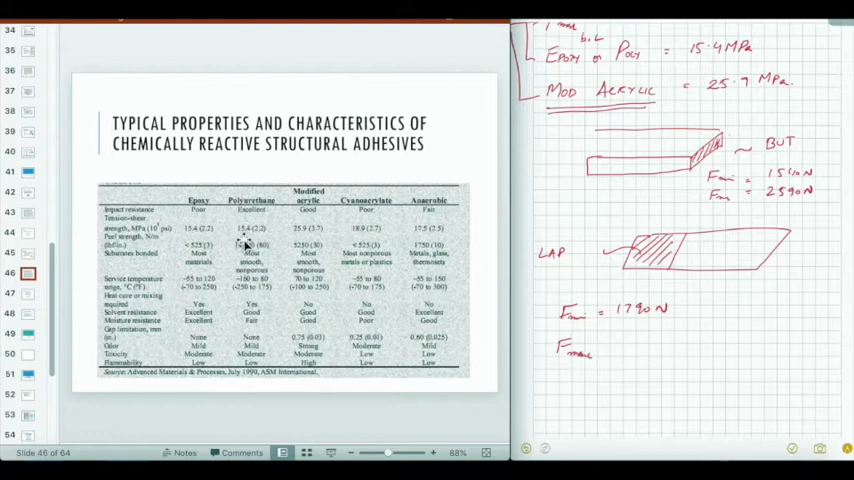 34
35
36
37
38
39
40
41
42
43
44
45
46
47
48
49
50
51
52
53
54
TYPICAL PROPERTIES AND CHARACTERISTICS OF
CHEMICALLY REACTIVE STRUCTURAL ADHESIVES
Epoxy Polyurethane Modified acrylic Cyanoacrylate Anaerobic
Impact resistance Poor Excellent Good Poor Fair
Tension-shear
strength, MPa (10³ psi) 15.4 (2.2) 15.4 (2.2) 25.9 (3.7) 18.9 (2.7) 17.5 (2.5)
Peel strength, N/m
(lbf/in.) < 525 (3) (80) 5250 (30) < 525 (3) 1750 (10)
Substrates bonded Most materials Most smooth, nonporous Most smooth, nonporous Most nonporous metals or plastics Metals, glass, thermosets
Service temperature
range, °C (°F) −55 to 120 (-70 to 250) −160 to 80 (-250 to 175) 70 to 120 (-100 to 250) −55 to 80 (-70 to 175) −55 to 150 (-70 to 300)
Heat cure or mixing
required Yes Yes No No No
Solvent resistance Excellent Good Good Good Excellent
Moisture resistance Excellent Fair Good Poor Good
Gap limitation, mm
(in.) None None 0.75 (0.03) 0.25 (0.01) 0.60 (0.025)
Odor Mild Mild Strong Moderate Mild
Toxicity Moderate Moderate Moderate Low Low
Flammability Low Low High Low Low
Source: Advanced Materials & Processes, July 1990, ASM International.
Slide 46 of 64
Notes
Comments
88%
b.L
EPOXY or POLY = 15.4 MPa
MOD ACRYLIC = 25.9 MPa.
BUT
Fmin = 1540 N
= 2590 N
LAP
Fmin = 1790 N
Fmax
A